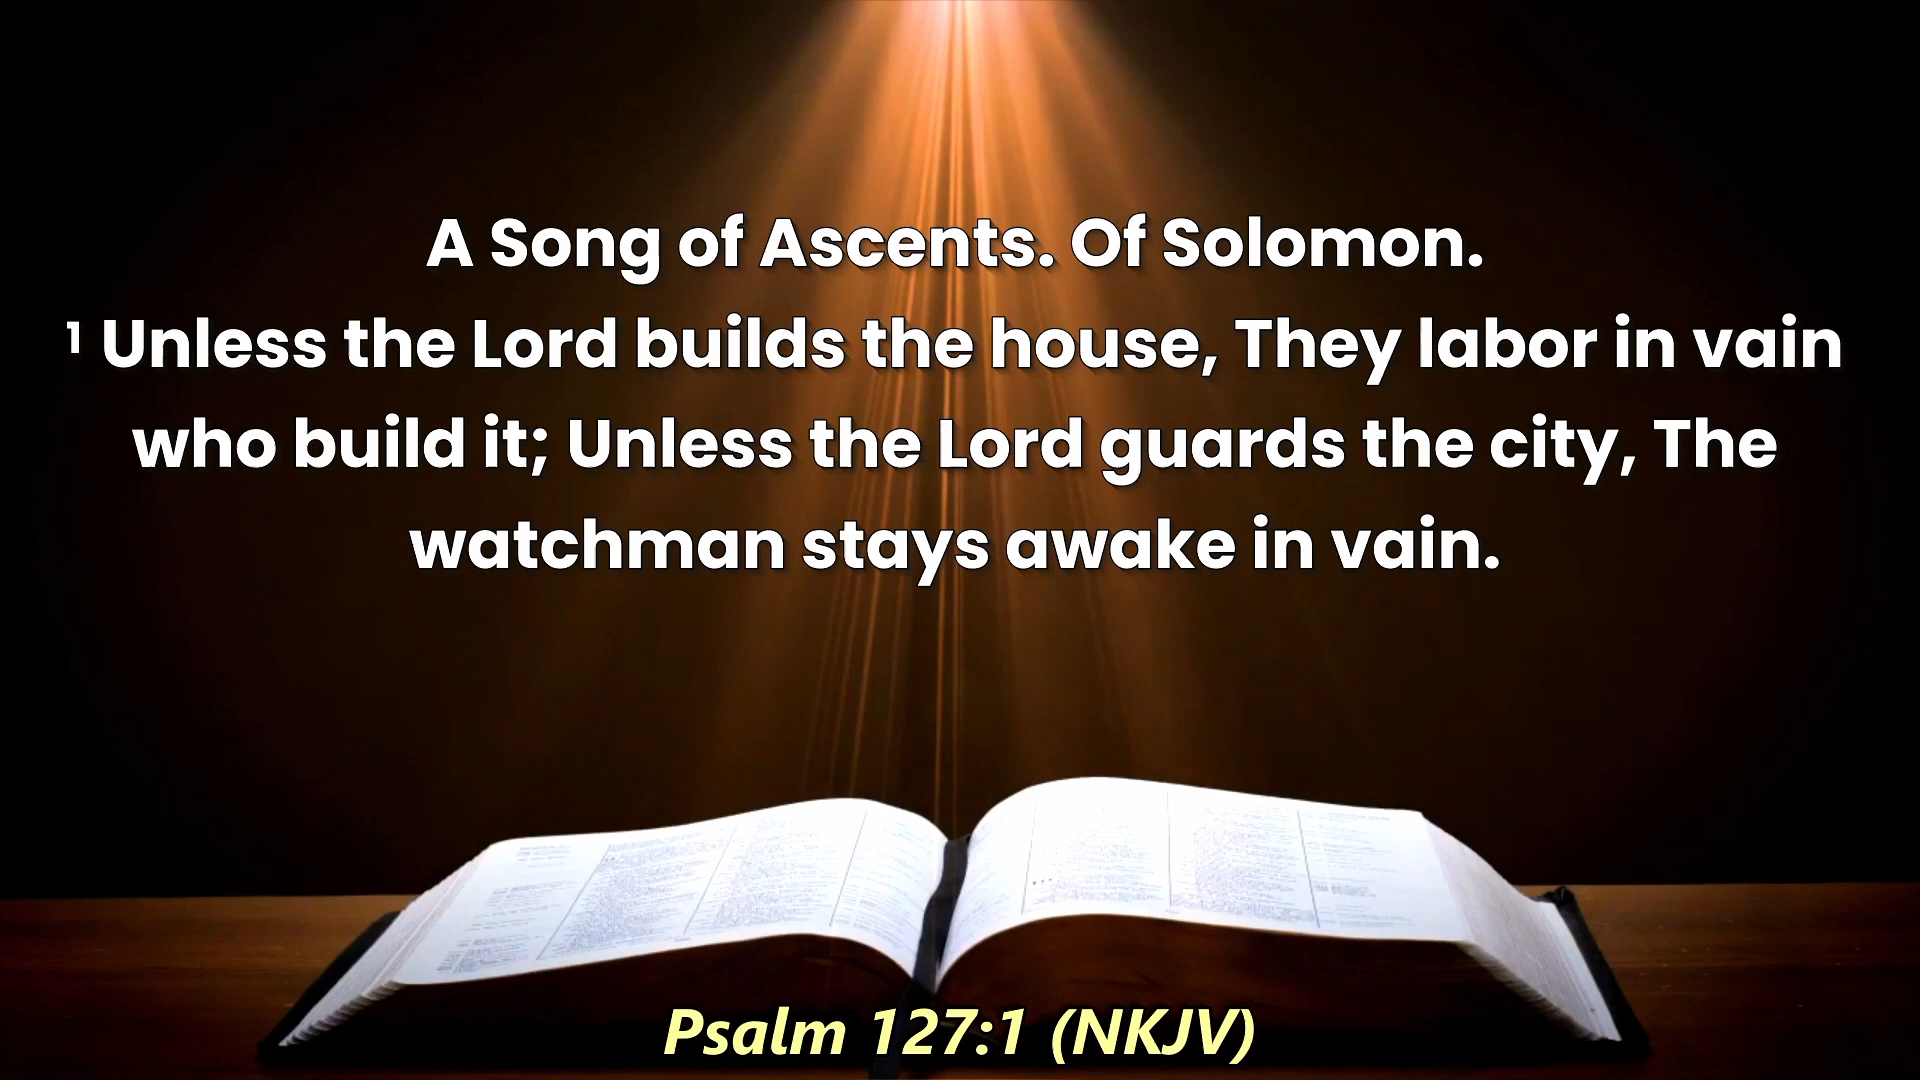 A Song of Ascents. Of Solomon.
¹ Unless the Lord builds the house, They labor in vain
who build it; Unless the Lord guards the city, The
watchman stays awake in vain.
Psalm 127:1 (NKJV)